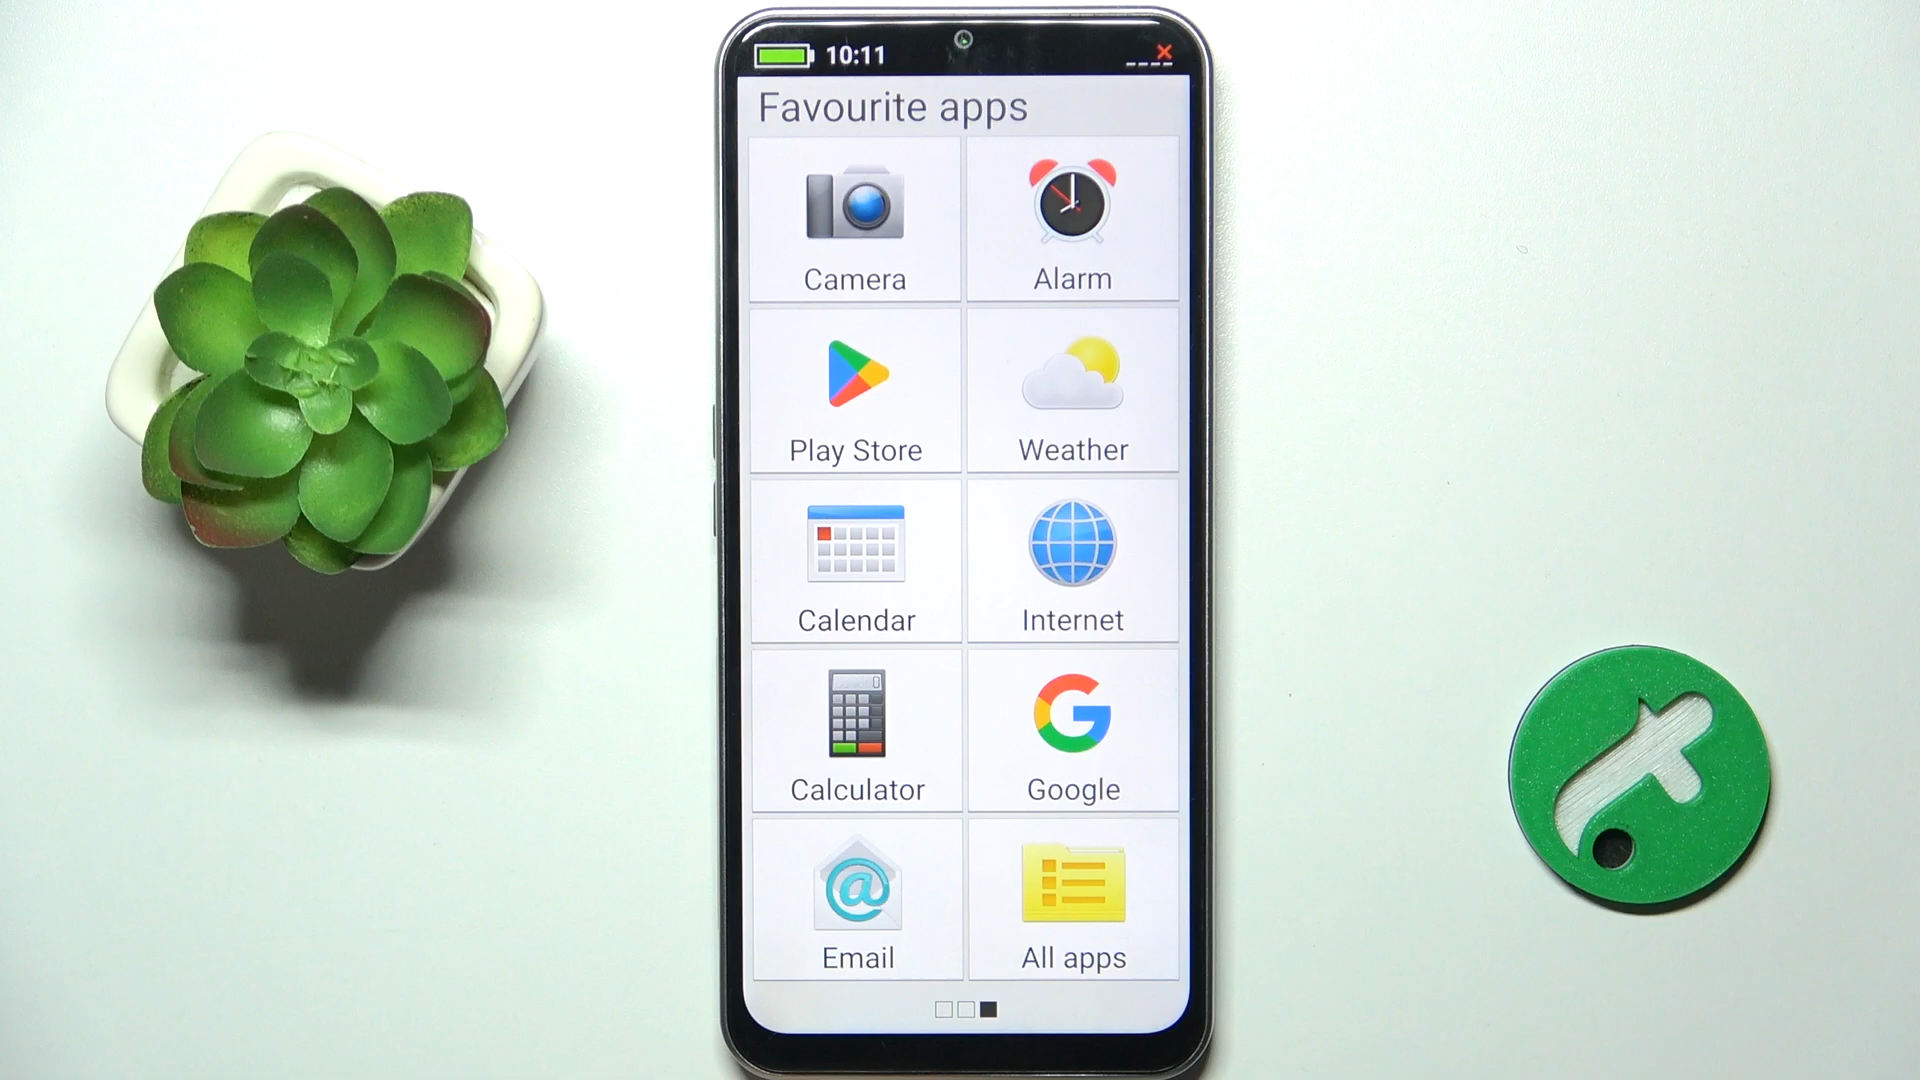 10:11
Favourite apps
Camera
Alarm
Play Store
Weather
Calendar
Internet
Calculator
Google
Email
All apps